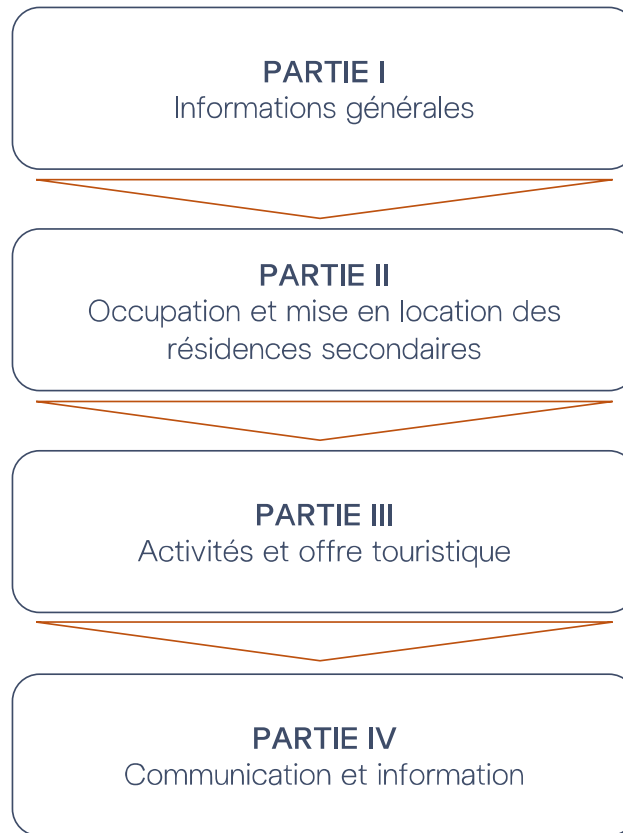 PARTIE I
Informations générales
PARTIE II
Occupation et mise en location des
résidences secondaires
PARTIE III
Activités et offre touristique
PARTIE IV
Communication et information